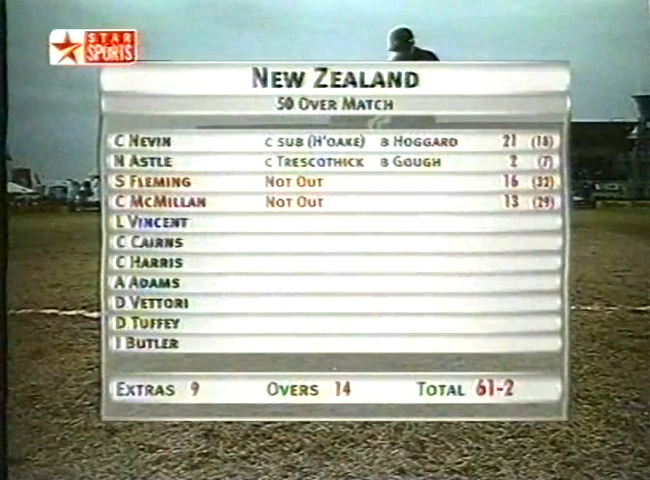 STAR
SPORTS
NEW ZEALAND
50 OVER MATCH
C NEVIN C SUB (H'OAKE) B HOGGARD 21 (18)
N ASTLE C TRESCOTHICK B GOUGH 2 (7)
S FLEMING NOT OUT 16 (32)
C MCMILLAN NOT OUT 13 (29)
L VINCENT
C CAIRNS
C HARRIS
A ADAMS
D VETTORI
D TUFFEY
I BUTLER
EXTRAS 9 OVERS 14 TOTAL 61-2